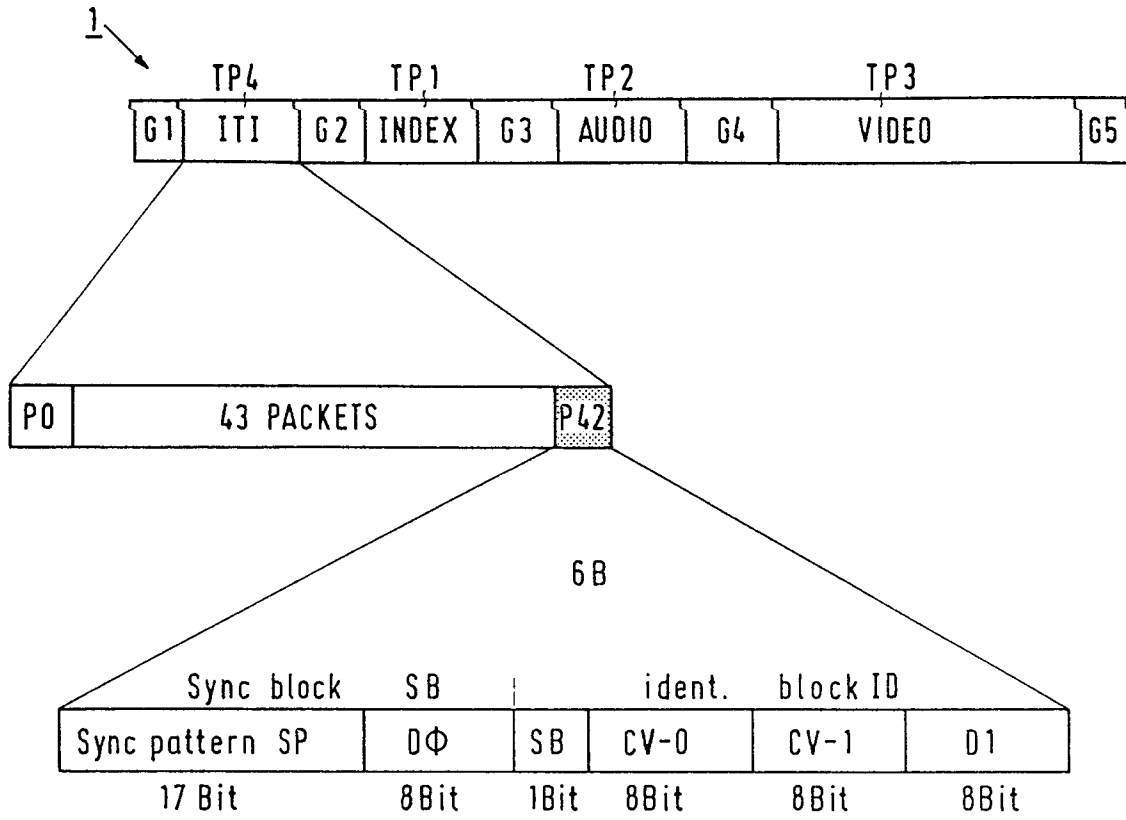 1
TP4 TP1 TP2 TP3
G1 ITI G2 INDEX G3 AUDIO G4 VIDEO G5
P0 43 PACKETS P42
6B
Sync block SB ident. block ID
Sync pattern SP DΦ SB CV-0 CV-1 D1
17 Bit 8Bit 1Bit 8Bit 8Bit 8Bit